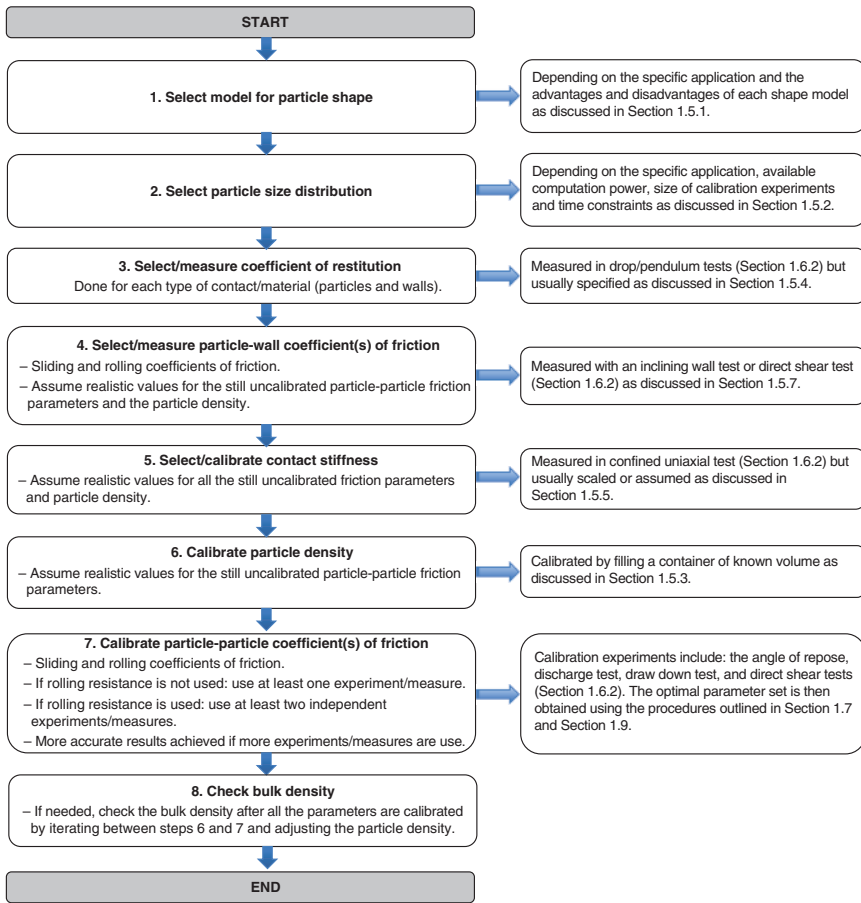 START
1. Select model for particle shape
Depending on the specific application and the
advantages and disadvantages of each shape model
as discussed in Section 1.5.1.
2. Select particle size distribution
Depending on the specific application, available
computation power, size of calibration experiments
and time constraints as discussed in Section 1.5.2.
3. Select/measure coefficient of restitution
Done for each type of contact/material (particles and walls).
Measured in drop/pendulum tests (Section 1.6.2) but
usually specified as discussed in Section 1.5.4.
4. Select/measure particle-wall coefficient(s) of friction
– Sliding and rolling coefficients of friction.
– Assume realistic values for the still uncalibrated particle-particle friction
parameters and the particle density.
Measured with an inclining wall test or direct shear test
(Section 1.6.2) as discussed in Section 1.5.7.
5. Select/calibrate contact stiffness
– Assume realistic values for all the still uncalibrated friction parameters
and particle density.
Measured in confined uniaxial test (Section 1.6.2) but
usually scaled or assumed as discussed in
Section 1.5.5.
6. Calibrate particle density
– Assume realistic values for the still uncalibrated particle-particle friction
parameters.
Calibrated by filling a container of known volume as
discussed in Section 1.5.3.
7. Calibrate particle-particle coefficient(s) of friction
– Sliding and rolling coefficients of friction.
– If rolling resistance is not used: use at least one experiment/measure.
– If rolling resistance is used: use at least two independent
experiments/measures.
– More accurate results achieved if more experiments/measures are use.
Calibration experiments include: the angle of repose,
discharge test, draw down test, and direct shear tests
(Section 1.6.2). The optimal parameter set is then
obtained using the procedures outlined in Section 1.7
and Section 1.9.
8. Check bulk density
– If needed, check the bulk density after all the parameters are calibrated
by iterating between steps 6 and 7 and adjusting the particle density.
END